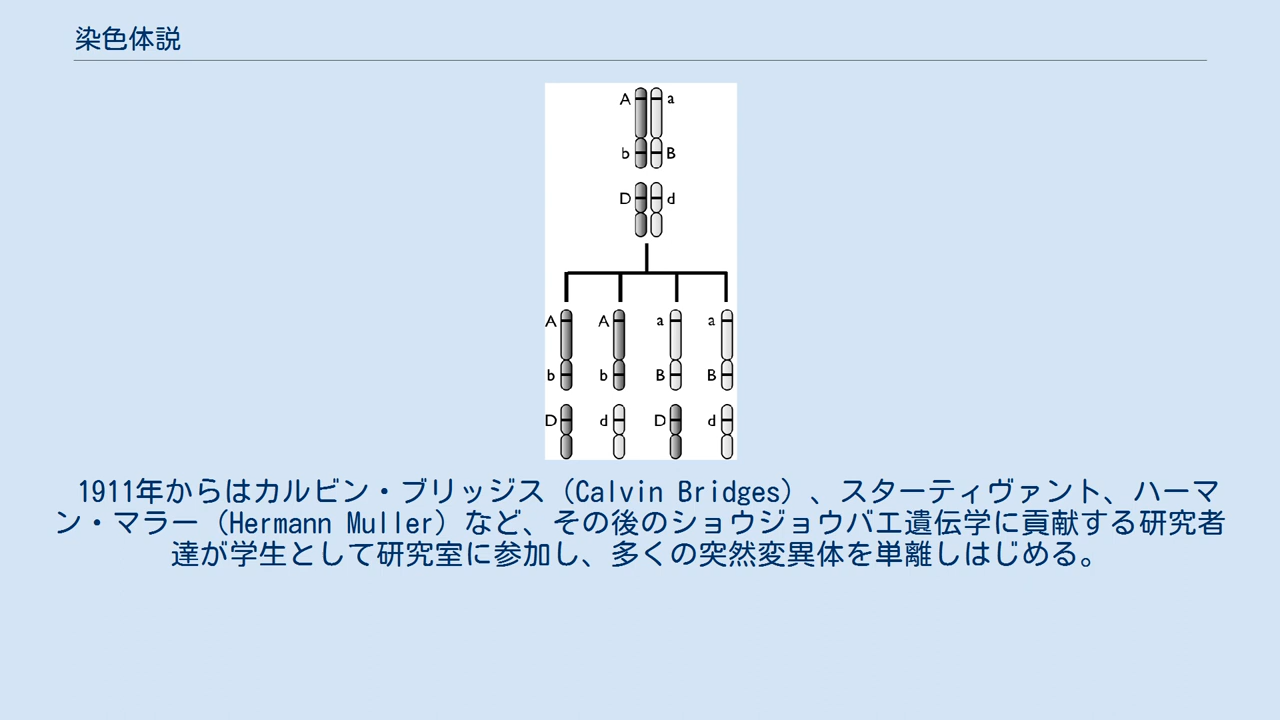 染色体説
A a
b B
D d
A A a a
b b B B
D d D d
1911年からはカルビン・ブリッジス（Calvin Bridges）、スターティヴァント、ハーマ
ン・マラー（Hermann Muller）など、その後のショウジョウバエ遺伝学に貢献する研究者
達が学生として研究室に参加し、多くの突然変異体を単離しはじめる。